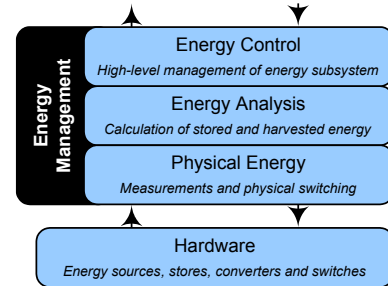 Energy Management
Energy Control
High-level management of energy subsystem
Energy Analysis
Calculation of stored and harvested energy
Physical Energy
Measurements and physical switching
Hardware
Energy sources, stores, converters and switches